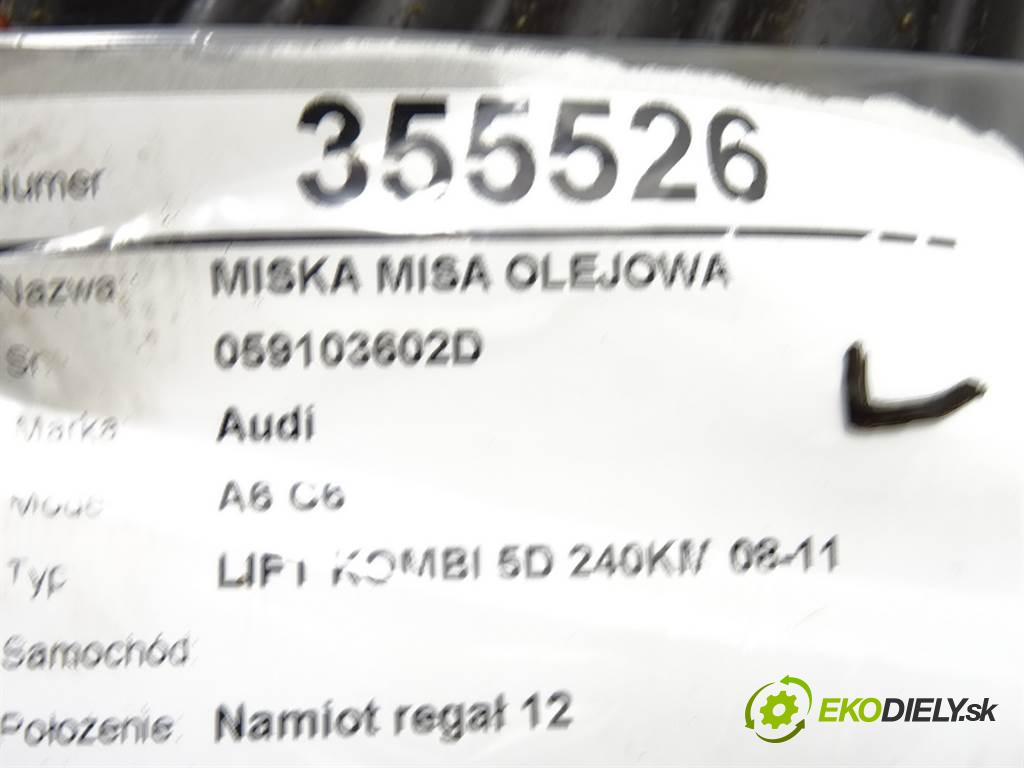 Numer 355526
Nazwa: MISKA MISA OLEJOWA
059103602D
Marka Audi
A6 C6
Typ LIFT KOMBI 5D 240KM 08-11
Samochód
Położenie Namiot regał 12
EKODIELY.sk